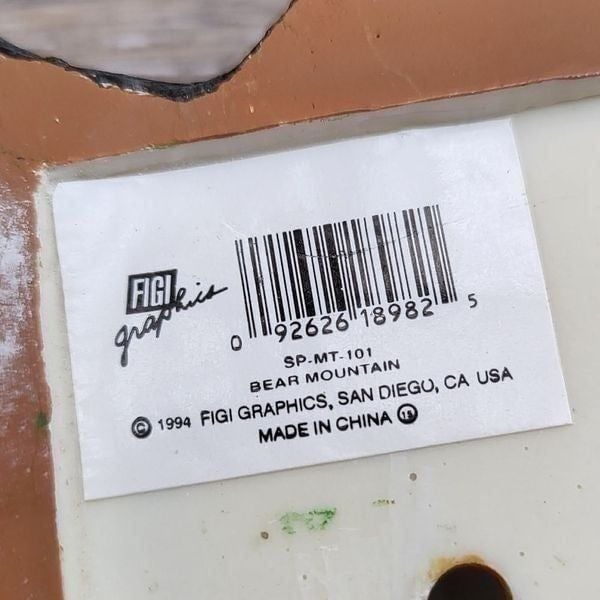 FIGI
graphics
0 92626 18982 5
SP-MT-101
BEAR MOUNTAIN
© 1994 FIGI GRAPHICS, SAN DIEGO, CA USA
MADE IN CHINA 15